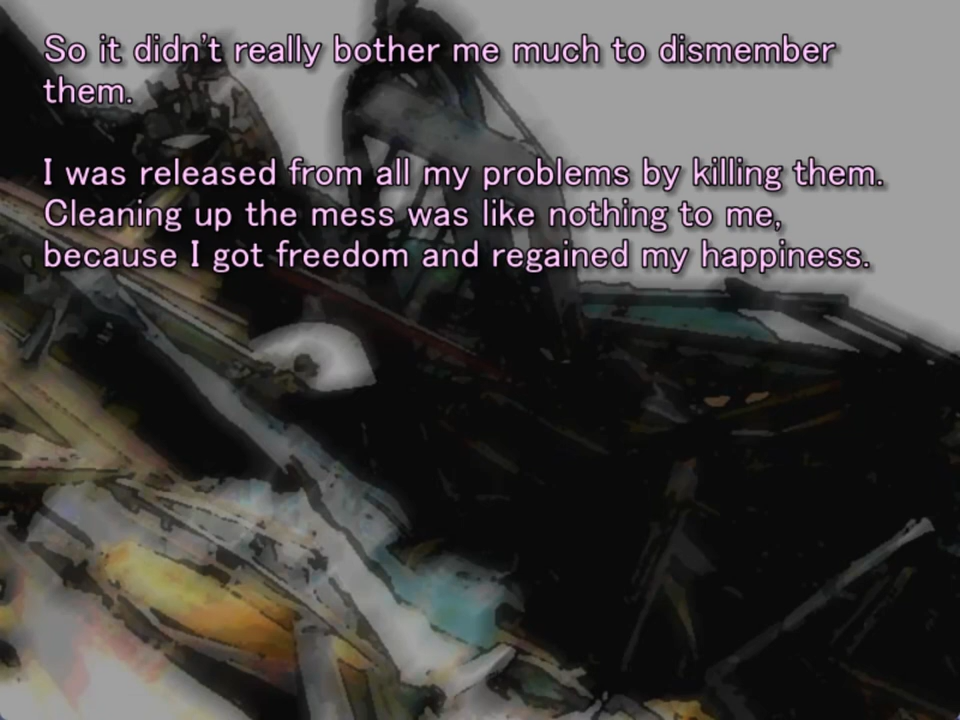 So it didn't really bother me much to dismember
them.
I was released from all my problems by killing them.
Cleaning up the mess was like nothing to me,
because I got freedom and regained my happiness.